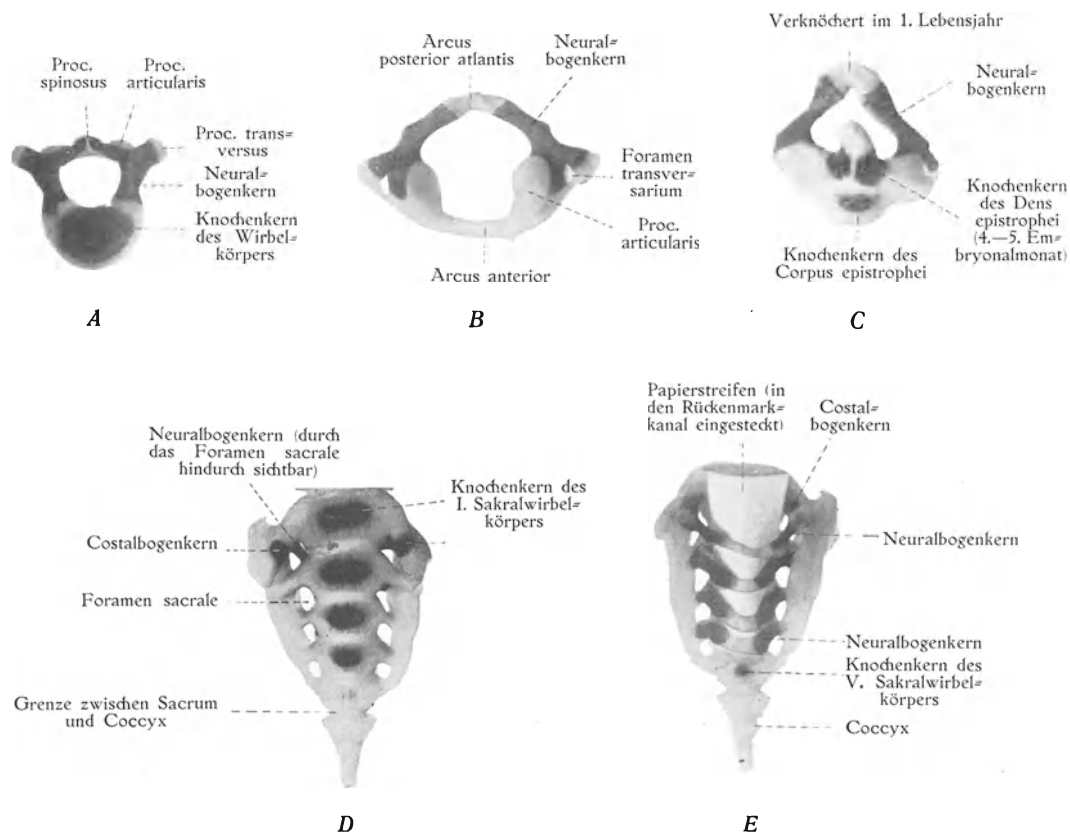 Proc.
spinosus
Proc.
articularis
Proc. trans=
versus
Neural=
bogenkern
Knochenkern
des Wirbel=
körpers
A
Arcus
posterior atlantis
Neural=
bogenkern
Foramen
transver=
sarium
Proc.
articularis
Arcus anterior
B
Verknöchert im 1. Lebensjahr
Neural=
bogenkern
Knochenkern
des Dens
epistrophei
(4.—5. Em=
bryonalmonat)
Knochenkern des
Corpus epistrophei
C
Neuralbogenkern (durch
das Foramen sacrale
hindurch sichtbar)
Knochenkern des
I. Sakralwirbel=
körpers
Costalbogenkern
Foramen sacrale
Grenze zwischen Sacrum
und Coccyx
D
Papierstreifen (in
den Rückenmark=
kanal eingesteckt)
Costal=
bogenkern
Neuralbogenkern
Neuralbogenkern
Knochenkern des
V. Sakralwirbel=
körpers
Coccyx
E